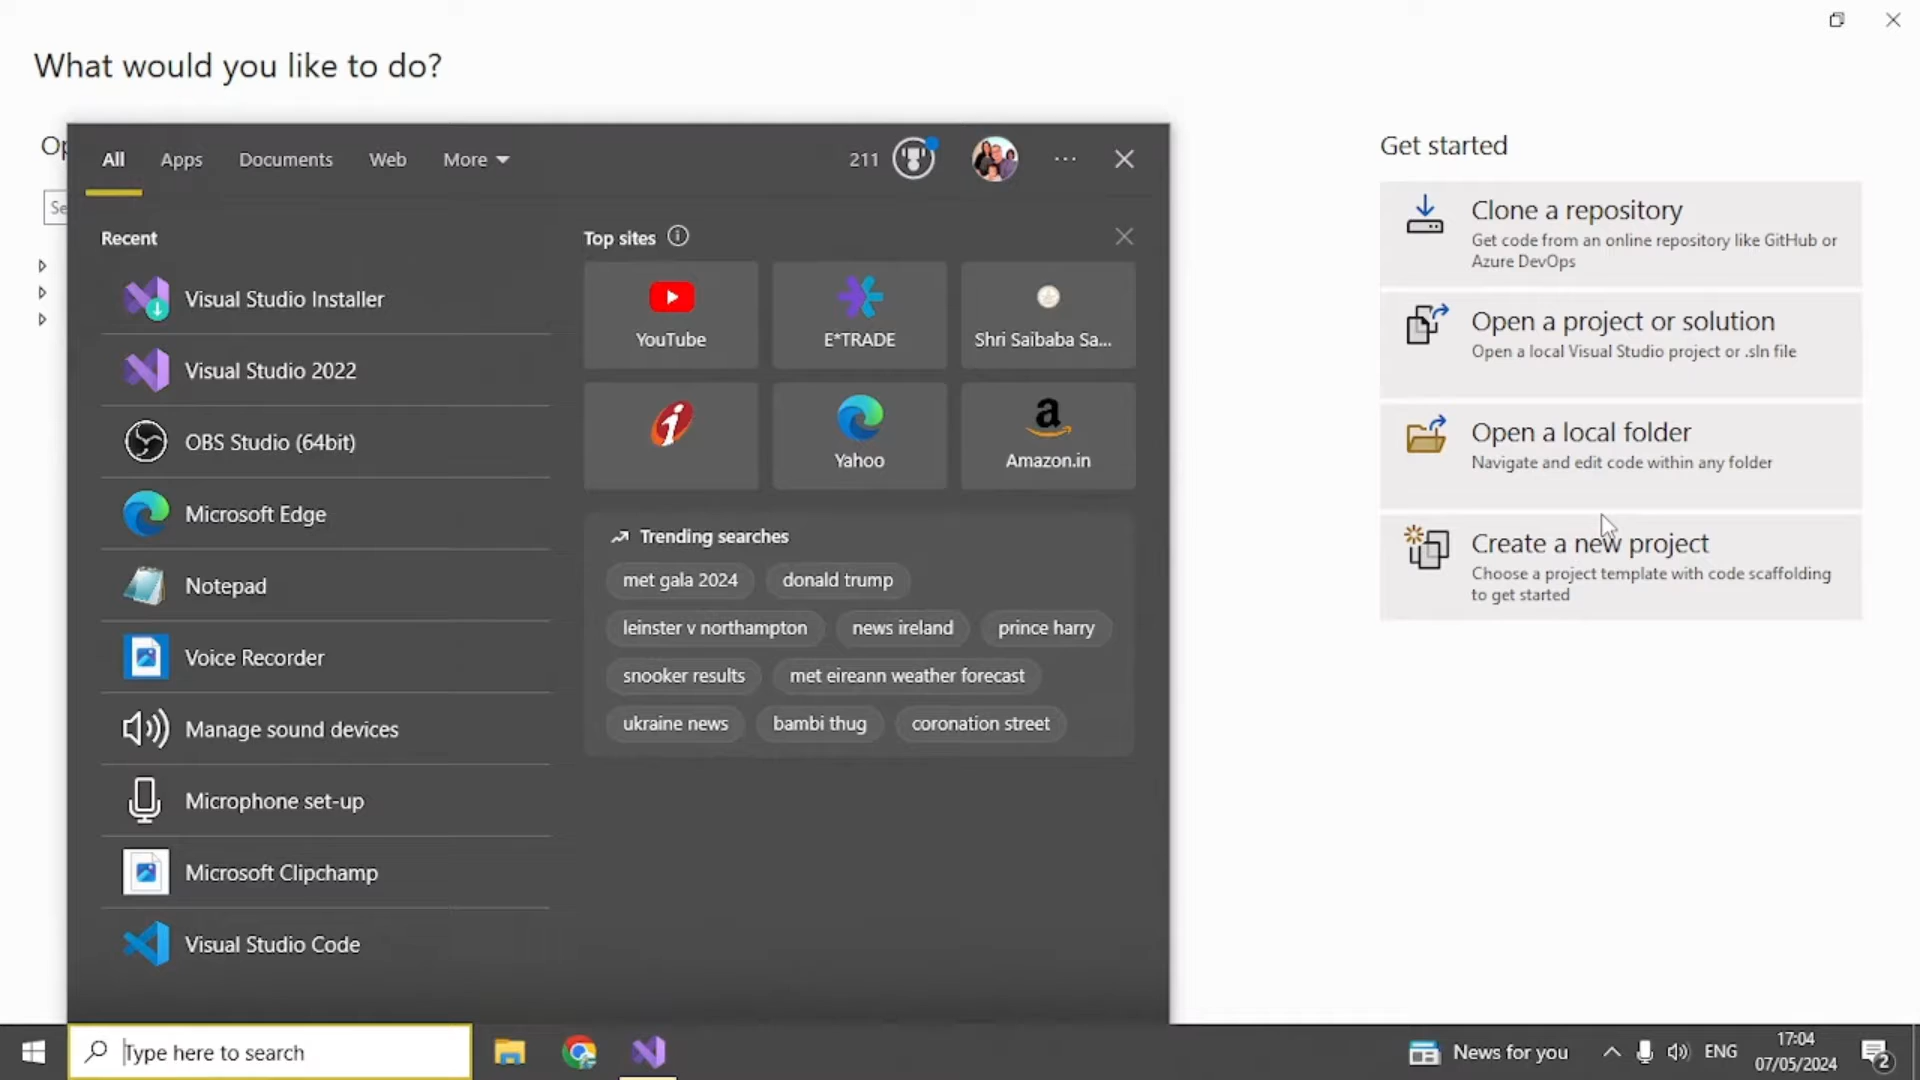 What would you like to do?
Op
Se
All
Apps
Documents
Web
More
211
Recent
Visual Studio Installer
Visual Studio 2022
OBS Studio (64bit)
Microsoft Edge
Notepad
Voice Recorder
Manage sound devices
Microphone set-up
Microsoft Clipchamp
Visual Studio Code
Top sites
YouTube
E*TRADE
Shri Saibaba Sa...
Yahoo
Amazon.in
Trending searches
met gala 2024
donald trump
leinster v northampton
news ireland
prince harry
snooker results
met eireann weather forecast
ukraine news
bambi thug
coronation street
Get started
Clone a repository
Get code from an online repository like GitHub or
Azure DevOps
Open a project or solution
Open a local Visual Studio project or .sln file
Open a local folder
Navigate and edit code within any folder
Create a new project
Choose a project template with code scaffolding
to get started
Type here to search
News for you
ENG
17:04
07/05/2024
2